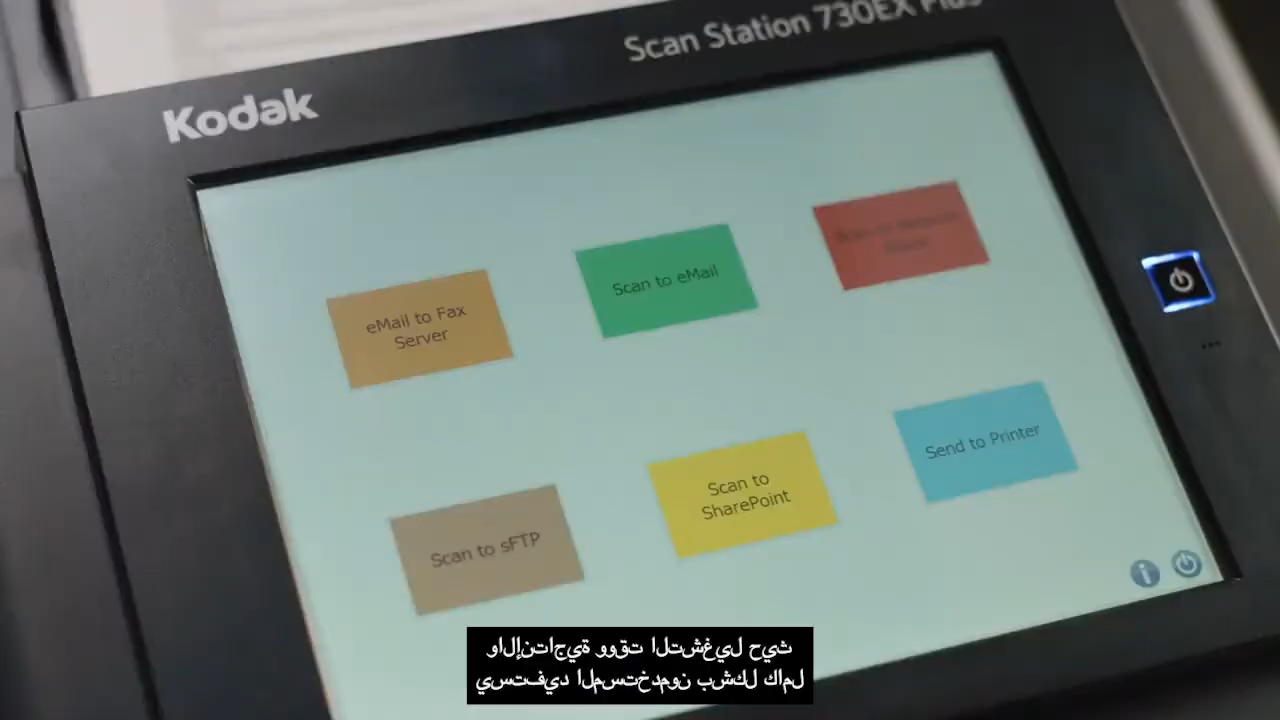 Scan Station 730EX Plus
Kodak
eMail to Fax
Server
Scan to eMail
Scan to sFTP
Scan to
SharePoint
Send to Printer
والإنتاجية ووقت التشغيل حيث
يستفيد المستخدمون بشكل كامل